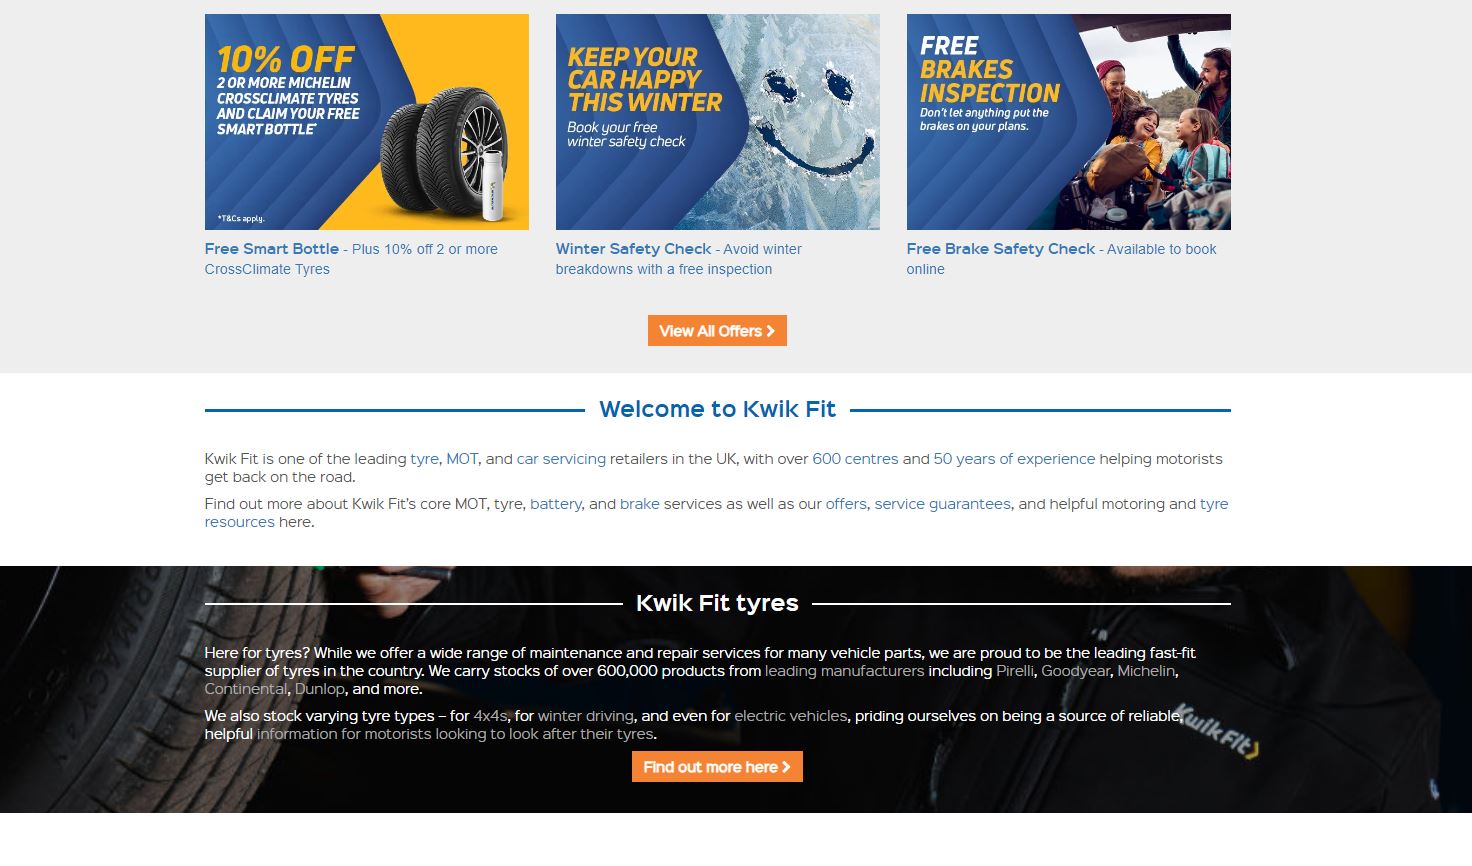 10% OFF
2 OR MORE MICHELIN
CROSSCLIMATE TYRES
AND CLAIM YOUR FREE
SMART BOTTLE*
*T&Cs apply.
KEEP YOUR
CAR HAPPY
THIS WINTER
Book your free
winter safety check
FREE
BRAKES
INSPECTION
Don't let anything put the
brakes on your plans.
Free Smart Bottle - Plus 10% off 2 or more
CrossClimate Tyres
Winter Safety Check - Avoid winter
breakdowns with a free inspection
Free Brake Safety Check - Available to book
online
View All Offers
Welcome to Kwik Fit
Kwik Fit is one of the leading tyre, MOT, and car servicing retailers in the UK, with over 600 centres and 50 years of experience helping motorists
get back on the road.
Find out more about Kwik Fit's core MOT, tyre, battery, and brake services as well as our offers, service guarantees, and helpful motoring and tyre
resources here.
Kwik Fit tyres
Here for tyres? While we offer a wide range of maintenance and repair services for many vehicle parts, we are proud to be the leading fast-fit
supplier of tyres in the country. We carry stocks of over 600,000 products from leading manufacturers including Pirelli, Goodyear, Michelin,
Continental, Dunlop, and more.
We also stock varying tyre types – for 4x4s, for winter driving, and even for electric vehicles, priding ourselves on being a source of reliable,
helpful information for motorists looking to look after their tyres.
KwikFit
Find out more here